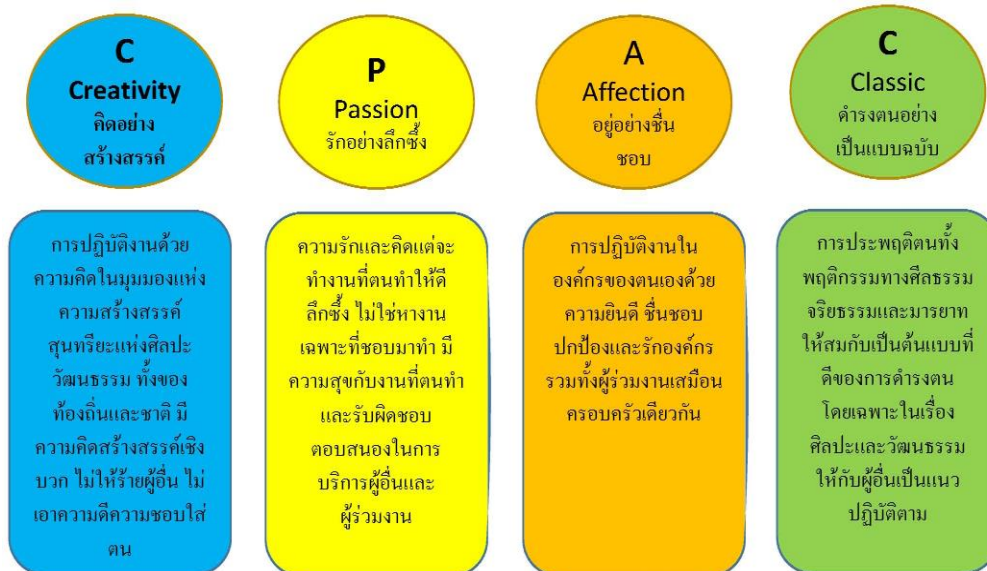 C
Creativity
คิดอย่าง
สร้างสรรค์
P
Passion
รักอย่างลึกซึ้ง
A
Affection
อยู่อย่างชื่น
ชอบ
C
Classic
ดำรงตนอย่าง
เป็นแบบฉบับ
การปฏิบัติงานด้วย
ความคิดในมุมมองแห่ง
ความสร้างสรรค์
สุนทรียะแห่งศิลปะ
วัฒนธรรม ทั้งของ
ท้องถิ่นและชาติ มี
ความคิดสร้างสรรค์เชิง
บวก ไม่ให้ร้ายผู้อื่น ไม่
เอาความดีความชอบใส่
ตน
ความรักและคิดแต่จะ
ทำงานที่ตนทำให้ดี
ลึกซึ้ง ไม่ใช่หางาน
เฉพาะที่ชอบมาทำ มี
ความสุขกับงานที่ตนทำ
และรับผิดชอบ
ตอบสนองในการ
บริการผู้อื่นและ
ผู้ร่วมงาน
การปฏิบัติงานใน
องค์กรของตนเองด้วย
ความยินดี ชื่นชอบ
ปกป้องและรักองค์กร
รวมทั้งผู้ร่วมงานเสมือน
ครอบครัวเดียวกัน
การประพฤติตนทั้ง
พฤติกรรมทางศีลธรรม
จริยธรรมและมารยาท
ให้สมกับเป็นต้นแบบที่
ดีของการดำรงตน
โดยเฉพาะในเรื่อง
ศิลปะและวัฒนธรรม
ให้กับผู้อื่นเป็นแนว
ปฏิบัติตาม